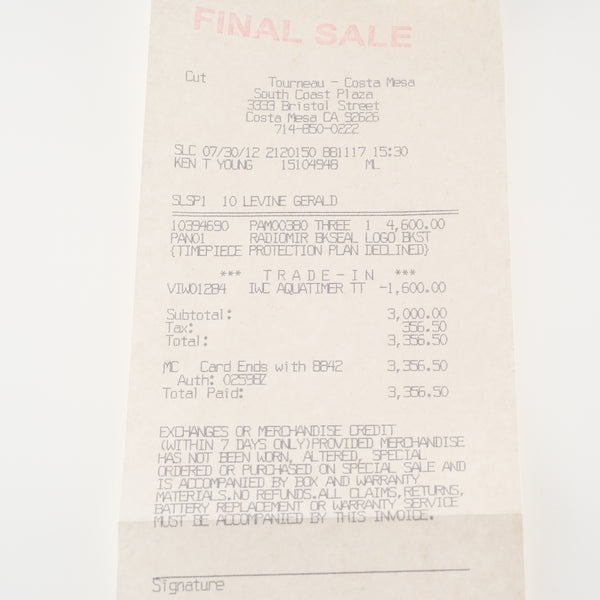 FINAL SALE
Cut Tourneau - Costa Mesa
South Coast Plaza
3333 Bristol Street
Costa Mesa CA 92626
714-850-0222
SLC 07/30/12 2120150 881117 15:30
KEN T YOUNG 15104948 ML
SLSP1 10 LEVINE GERALD
10394690 PAM00380 THREE 1 4,600.00
PAN01 RADIOMIR BKSEAL LOGO BKST
{TIMEPIECE PROTECTION PLAN DECLINED}
*** TRADE-IN ***
VIW01284 IWC AQUATIMER TT -1,600.00
Subtotal: 3,000.00
Tax: 356.50
Total: 3,356.50
MC Card Ends with 8842 3,356.50
Auth: 02598Z
Total Paid: 3,356.50
EXCHANGES OR MERCHANDISE CREDIT
(WITHIN 7 DAYS ONLY)PROVIDED MERCHANDISE
HAS NOT BEEN WORN, ALTERED, SPECIAL
ORDERED OR PURCHASED ON SPECIAL SALE AND
IS ACCOMPANIED BY BOX AND WARRANTY
MATERIALS.NO REFUNDS.ALL CLAIMS,RETURNS,
BATTERY REPLACEMENT OR WARRANTY SERVICE
MUST BE ACCOMPANIED BY THIS INVOICE.
Signature